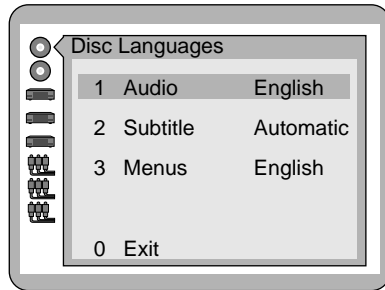 Disc Languages
1 Audio English
2 Subtitle Automatic
3 Menus English
0 Exit